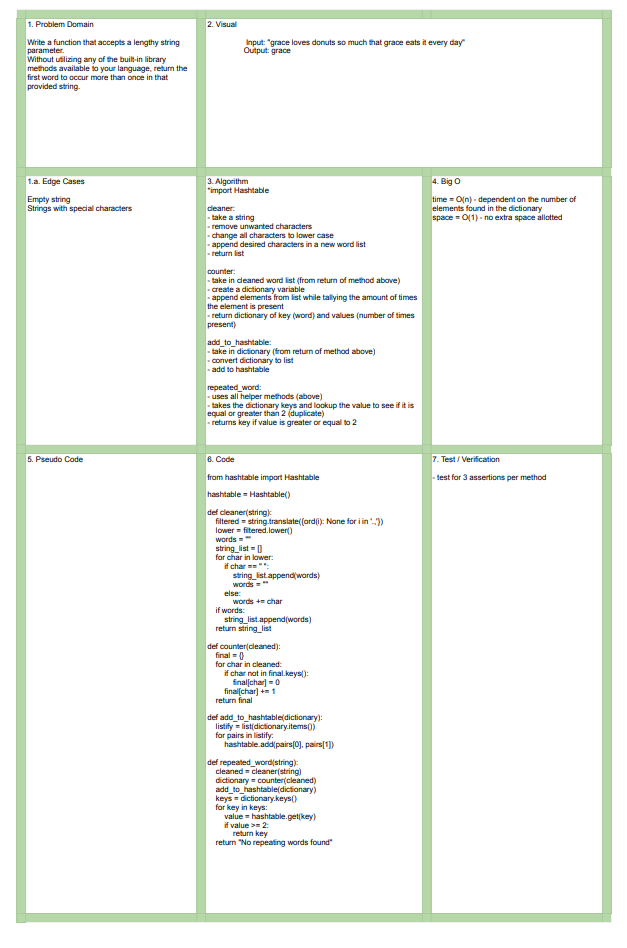 1. Problem Domain
Write a function that accepts a lengthy string
parameter.
Without utilizing any of the built-in library
methods available to your language, return the
first word to occur more than once in that
provided string.
2. Visual
Input: "grace loves donuts so much that grace eats it every day"
Output: grace
1.a. Edge Cases
Empty string
Strings with special characters
3. Algorithm
*import Hashtable
cleaner:
- take a string
- remove unwanted characters
- change all characters to lower case
- append desired characters in a new word list
- return list
counter:
- take in cleaned word list (from return of method above)
- create a dictionary variable
- append elements from list while tallying the amount of times
the element is present
- return dictionary of key (word) and values (number of times
present)
add_to_hashtable:
- take in dictionary (from return of method above)
- convert dictionary to list
- add to hashtable
repeated_word:
- uses all helper methods (above)
- takes the dictionary keys and lookup the value to see if it is
equal or greater than 2 (duplicate)
- returns key if value is greater or equal to 2
4. Big O
time = O(n) - dependent on the number of
elements found in the dictionary
space = O(1) - no extra space allotted
5. Pseudo Code
6. Code
from hashtable import Hashtable
hashtable = Hashtable()
def cleaner(string):
filtered = string.translate({ord(i): None for i in '.,'})
lower = filtered.lower()
words = ""
string_list = []
for char in lower:
if char == " ":
string_list.append(words)
words = ""
else:
words += char
if words:
string_list.append(words)
return string_list
def counter(cleaned):
final = {}
for char in cleaned:
if char not in final.keys():
final[char] = 0
final[char] += 1
return final
def add_to_hashtable(dictionary):
listify = list(dictionary.items())
for pairs in listify:
hashtable.add(pairs[0], pairs[1])
def repeated_word(string):
cleaned = cleaner(string)
dictionary = counter(cleaned)
add_to_hashtable(dictionary)
keys = dictionary.keys()
for key in keys:
value = hashtable.get(key)
if value >= 2:
return key
return "No repeating words found"
7. Test / Verification
- test for 3 assertions per method